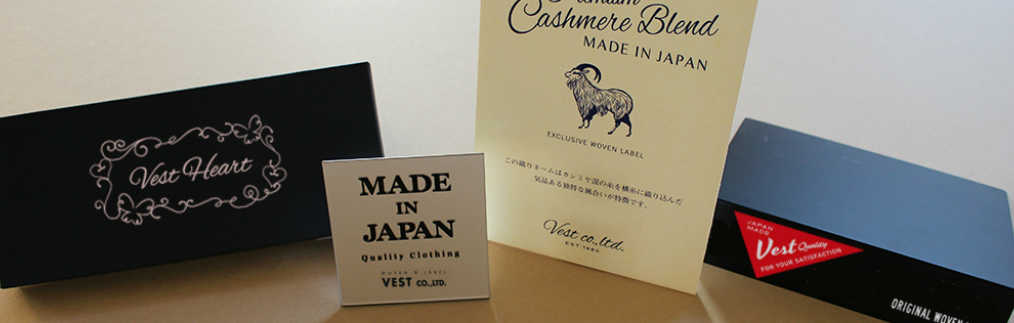 Vest Heart
MADE
IN
JAPAN
Quality Clothing
WOVEN N LABEL
VEST CO.,LTD.
Premium
Cashmere Blend
MADE IN JAPAN
EXCLUSIVE WOVEN LABEL
この織りネームはカシミヤ混の糸を横糸に織り込んだ
気品ある独特な風合いが特徴です。
Vest co.,ltd.
JAPAN
MADE
Vest Quality
FOR YOUR SATISFACTION
ORIGINAL WOVEN